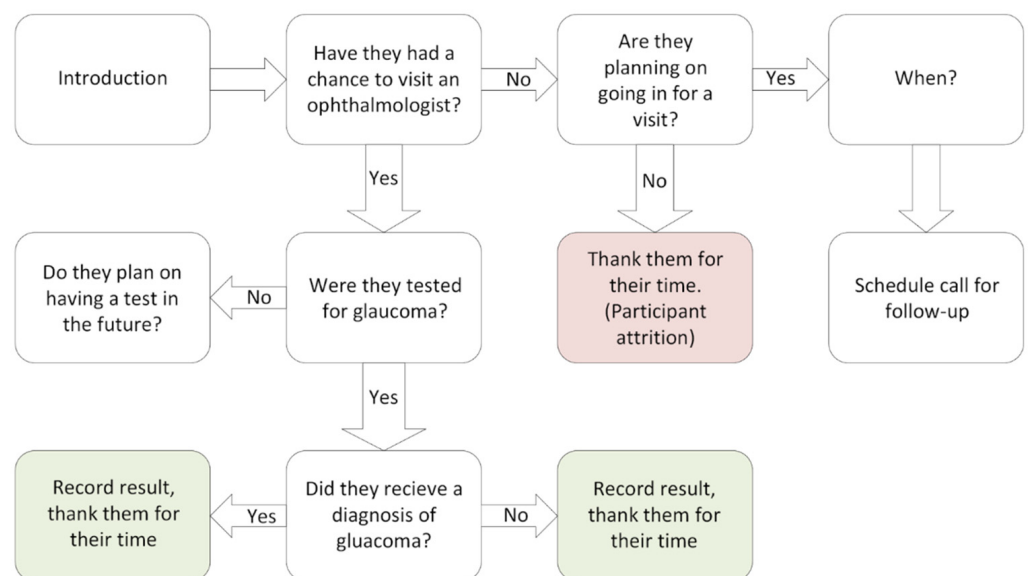 Introduction
Have they had a
chance to visit an
ophthalmologist?
No
Are they
planning on
going in for a
visit?
Yes
When?
Yes
No
Do they plan on
having a test in
the future?
No
Were they tested
for glaucoma?
Thank them for
their time.
(Participant
attrition)
Schedule call for
follow-up
Yes
Record result,
thank them for
their time
Yes
Did they recieve a
diagnosis of
gluacoma?
No
Record result,
thank them for
their time